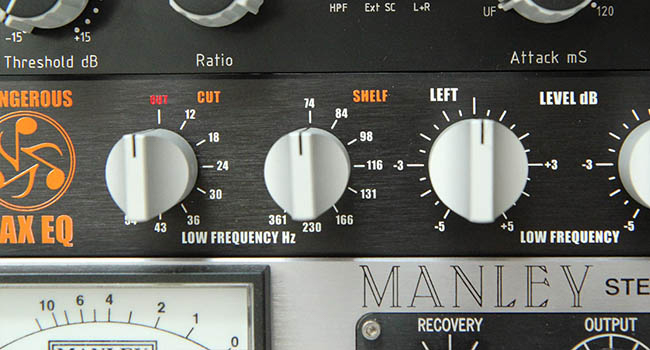 HPF Ext SC L+R
UF 120
-15 +15
Threshold dB Ratio Attack mS
NGEROUS
OUT CUT
12
18
24
30
36
43
54
74 SHELF
84
98
116
131
166
230
361
LOW FREQUENCY Hz
LEFT LEVEL dB
-3 +3 -3
-5 +5 -5
LOW FREQUENCY
AX EQ
MANLEY STE
10 6 4 2 1 0
MANLEY
RECOVERY OUTPUT